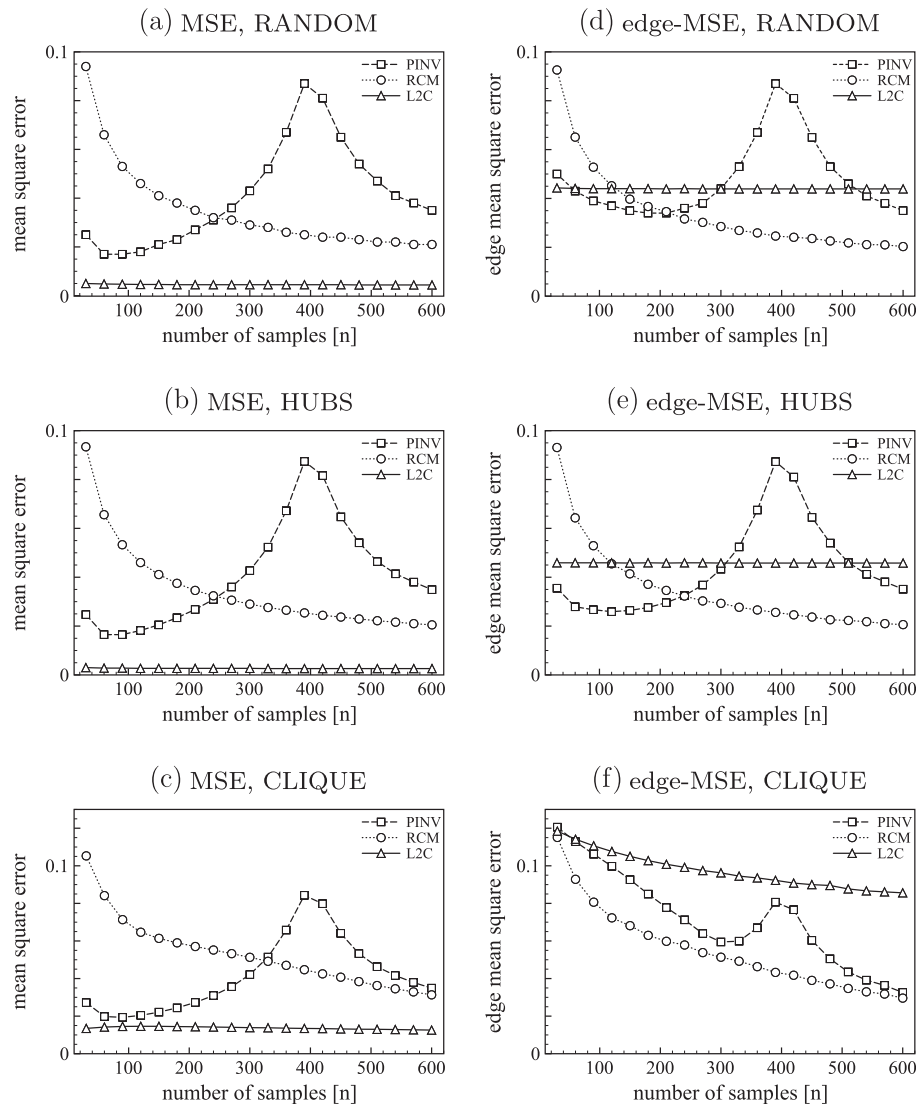 (a) MSE, RANDOM
mean square error
0.1
0
PINV
RCM
L2C
100 200 300 400 500 600
number of samples [n]
(d) edge-MSE, RANDOM
edge mean square error
0.1
0
PINV
RCM
L2C
100 200 300 400 500 600
number of samples [n]
(b) MSE, HUBS
mean square error
0.1
0
PINV
RCM
L2C
100 200 300 400 500 600
number of samples [n]
(e) edge-MSE, HUBS
edge mean square error
0.1
0
PINV
RCM
L2C
100 200 300 400 500 600
number of samples [n]
(c) MSE, CLIQUE
mean square error
0.1
0
PINV
RCM
L2C
100 200 300 400 500 600
number of samples [n]
(f) edge-MSE, CLIQUE
edge mean square error
0.1
0
PINV
RCM
L2C
100 200 300 400 500 600
number of samples [n]